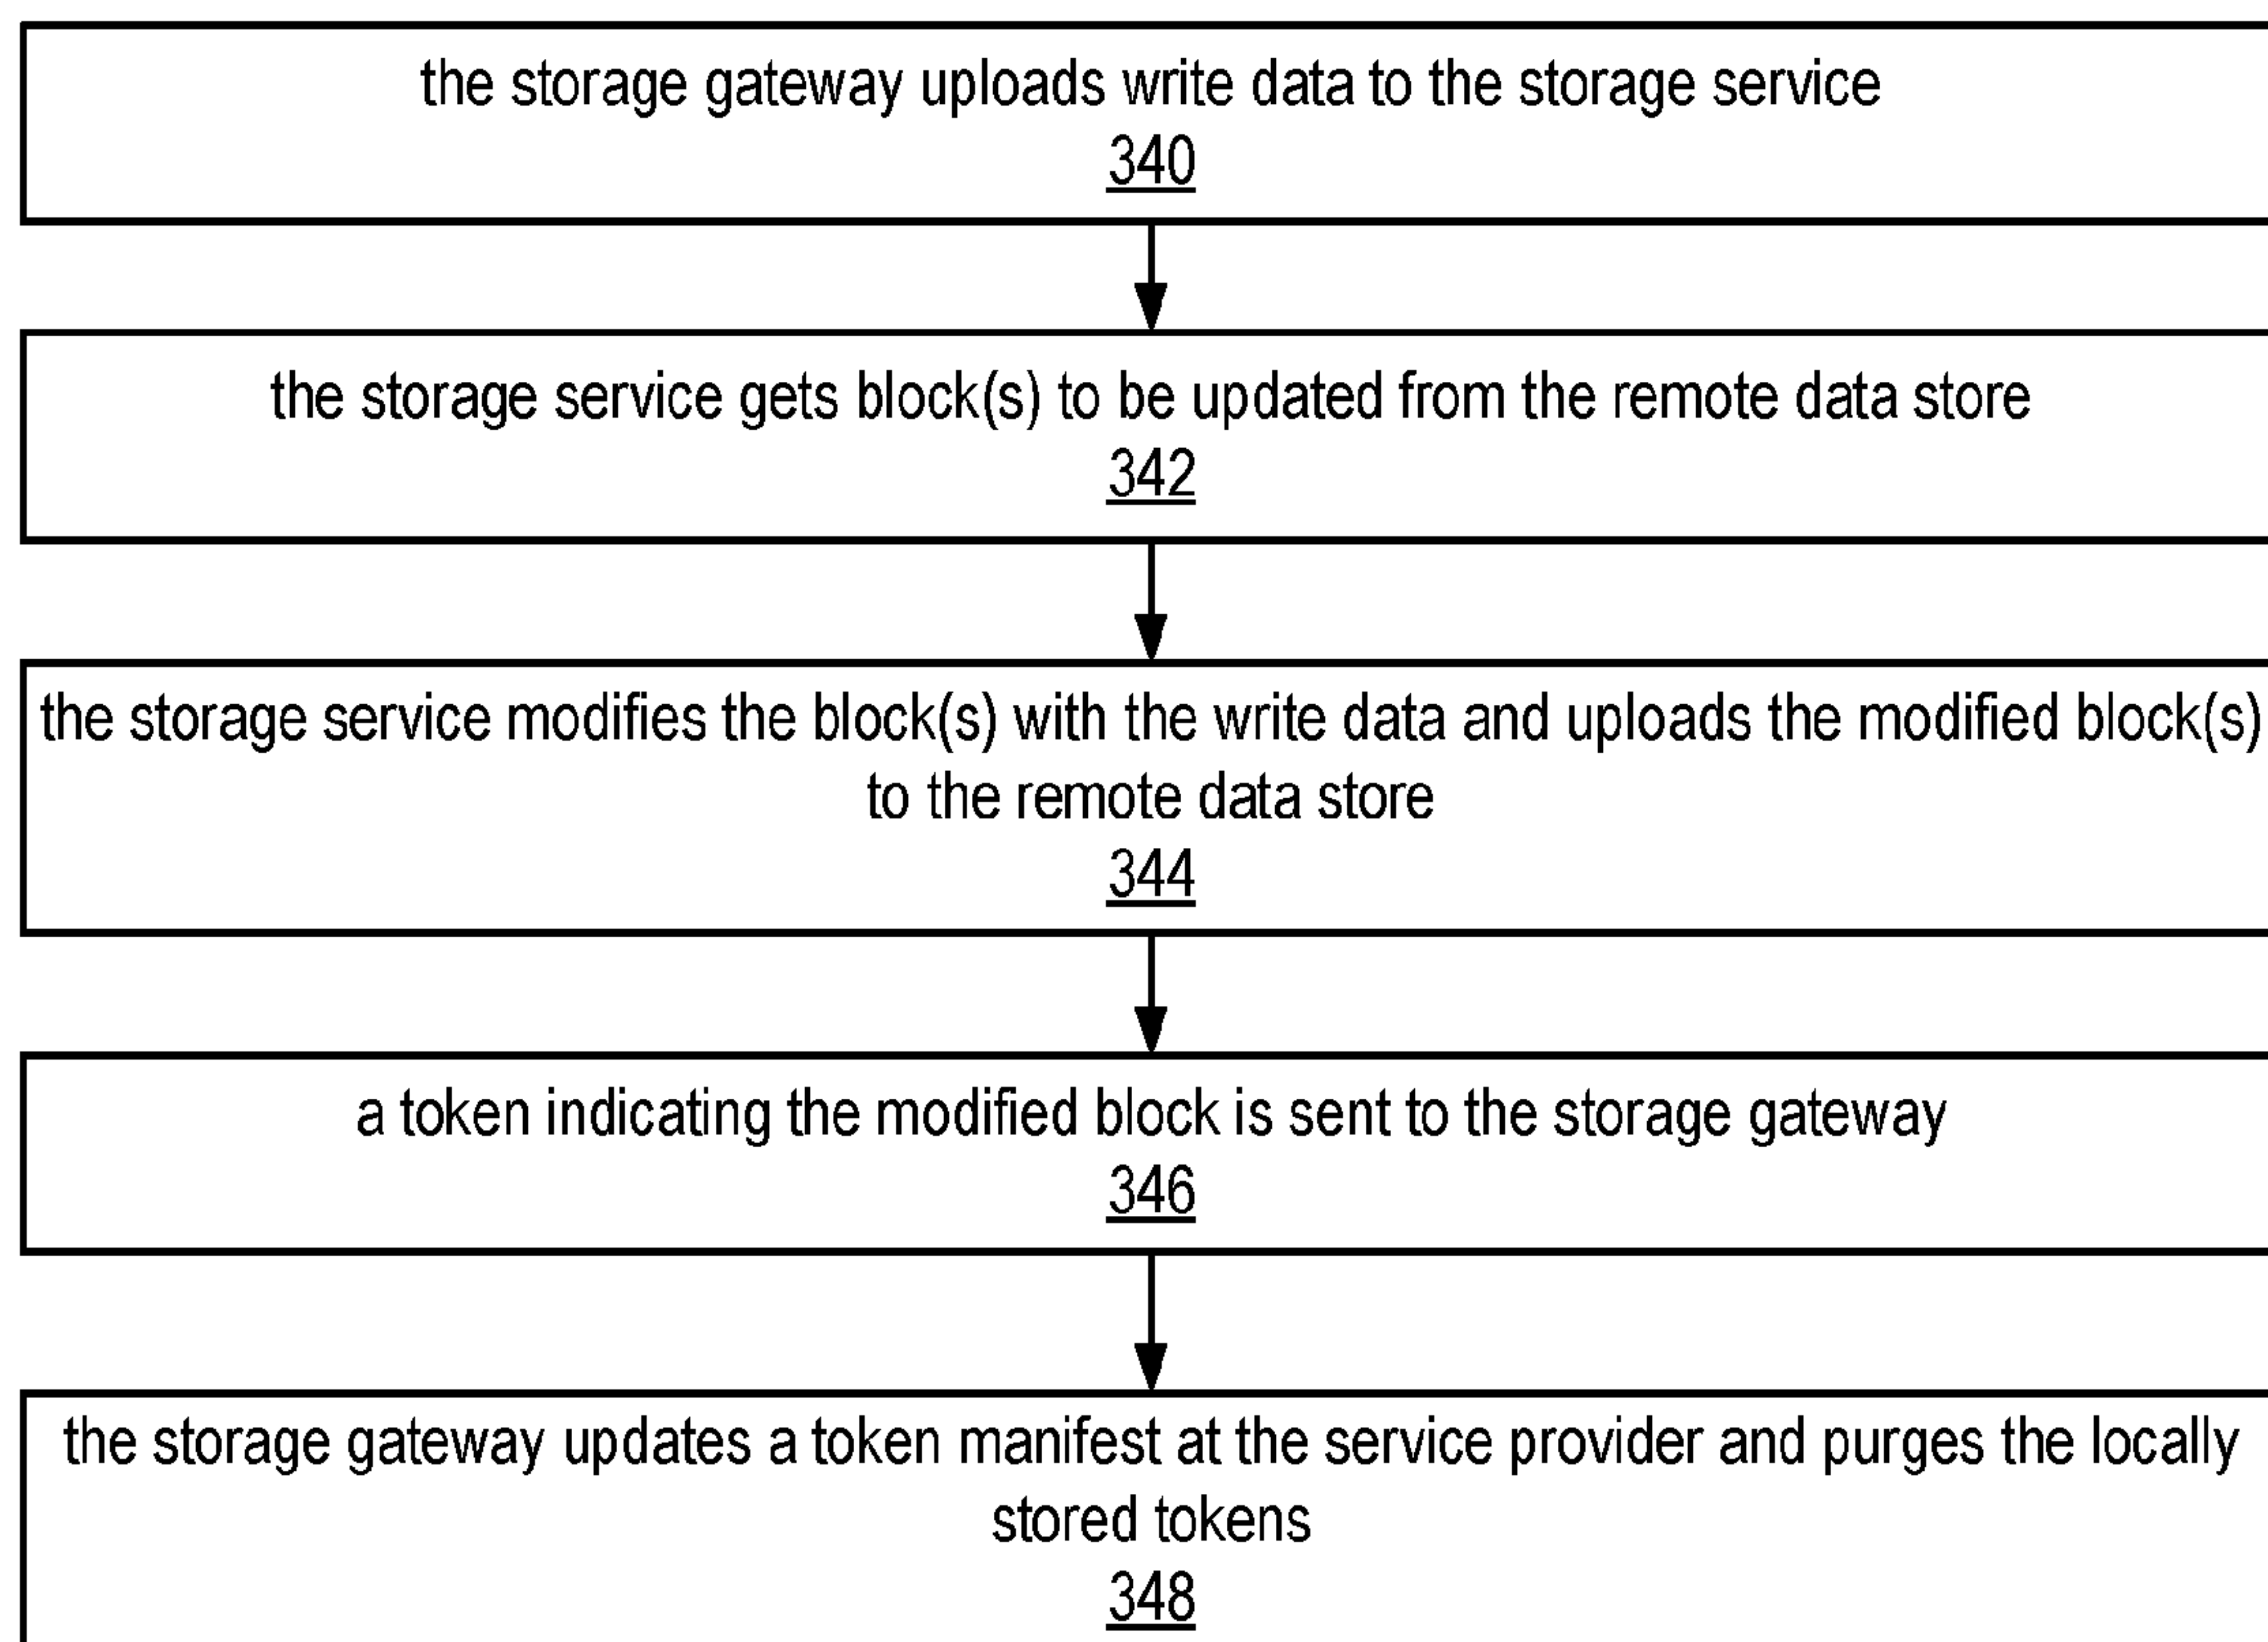 the storage gateway uploads write data to the storage service
340
the storage service gets block(s) to be updated from the remote data store
342
the storage service modifies the block(s) with the write data and uploads the modified block(s)
to the remote data store
344
a token indicating the modified block is sent to the storage gateway
346
the storage gateway updates a token manifest at the service provider and purges the locally
stored tokens
348